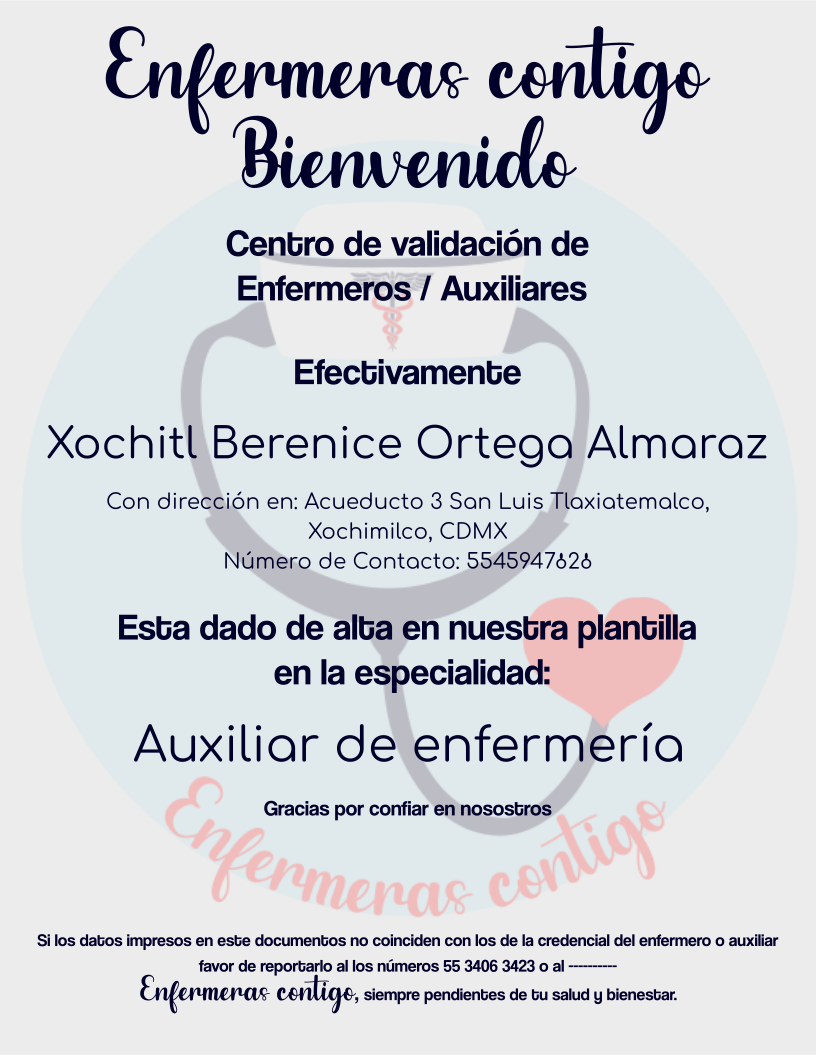 Enfermeras contigo
Bienvenido
Centro de validación de
Enfermeros / Auxiliares
Efectivamente
Xochitl Berenice Ortega Almaraz
Con dirección en: Acueducto 3 San Luis Tlaxiatemalco,
Xochimilco, CDMX
Número de Contacto: 5545947828
Esta dado de alta en nuestra plantilla
en la especialidad:
Auxiliar de enfermería
Gracias por confiar en nosostros
Enfermeras contigo
Si los datos impresos en este documentos no coinciden con los de la credencial del enfermero o auxiliar
favor de reportarlo al los números 55 3406 3423 o al ----------
Enfermeras contigo, siempre pendientes de tu salud y bienestar.